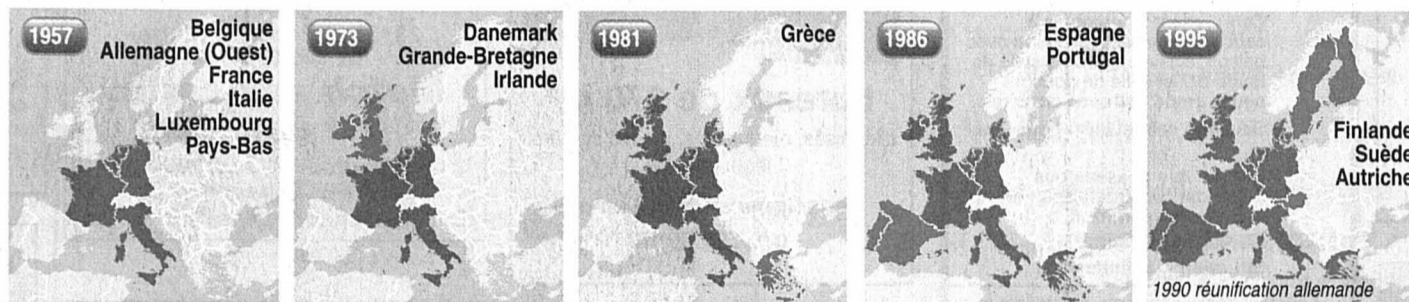 1957
Belgique
Allemagne (Ouest)
France
Italie
Luxembourg
Pays-Bas
1973
Danemark
Grande-Bretagne
Irlande
1981
Grèce
1986
Espagne
Portugal
1995
Finlande
Suède
Autriche
1990 réunification allemande